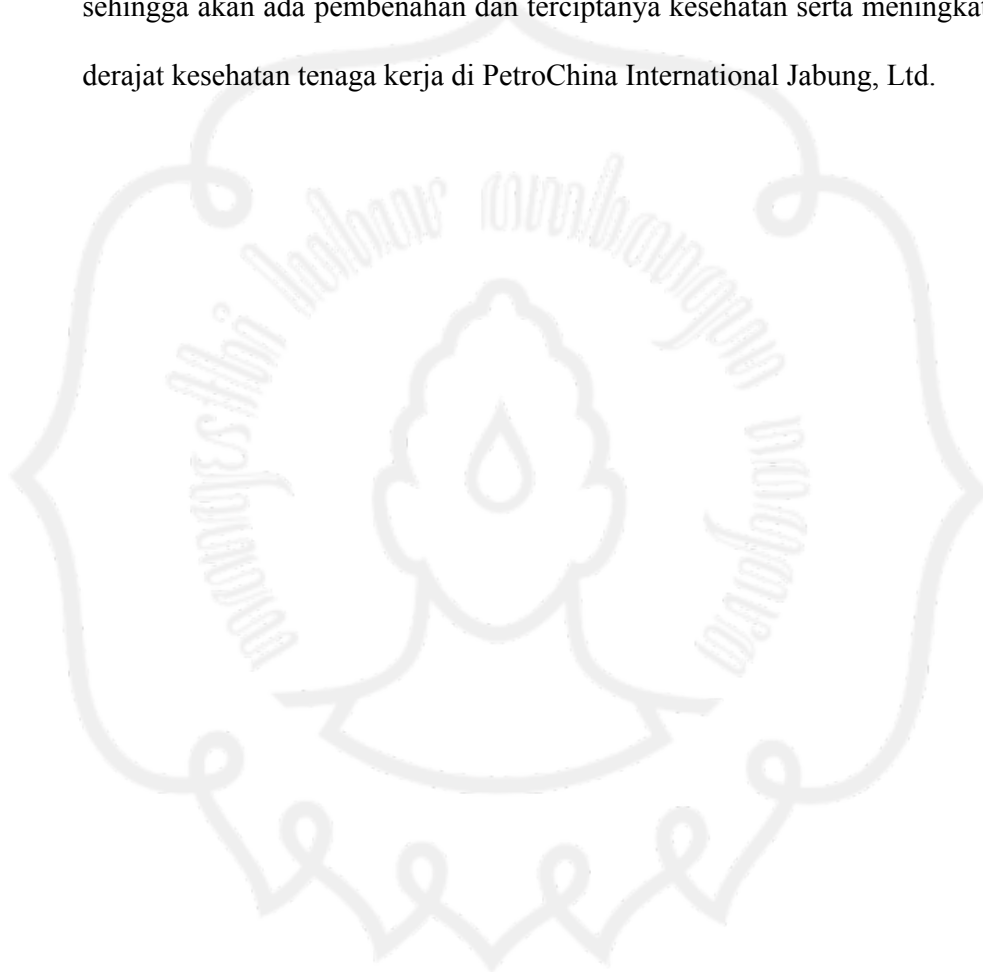 sehingga akan ada pembenahan dan terciptanya kesehatan serta meningkat
derajat kesehatan tenaga kerja di PetroChina International Jabung, Ltd.